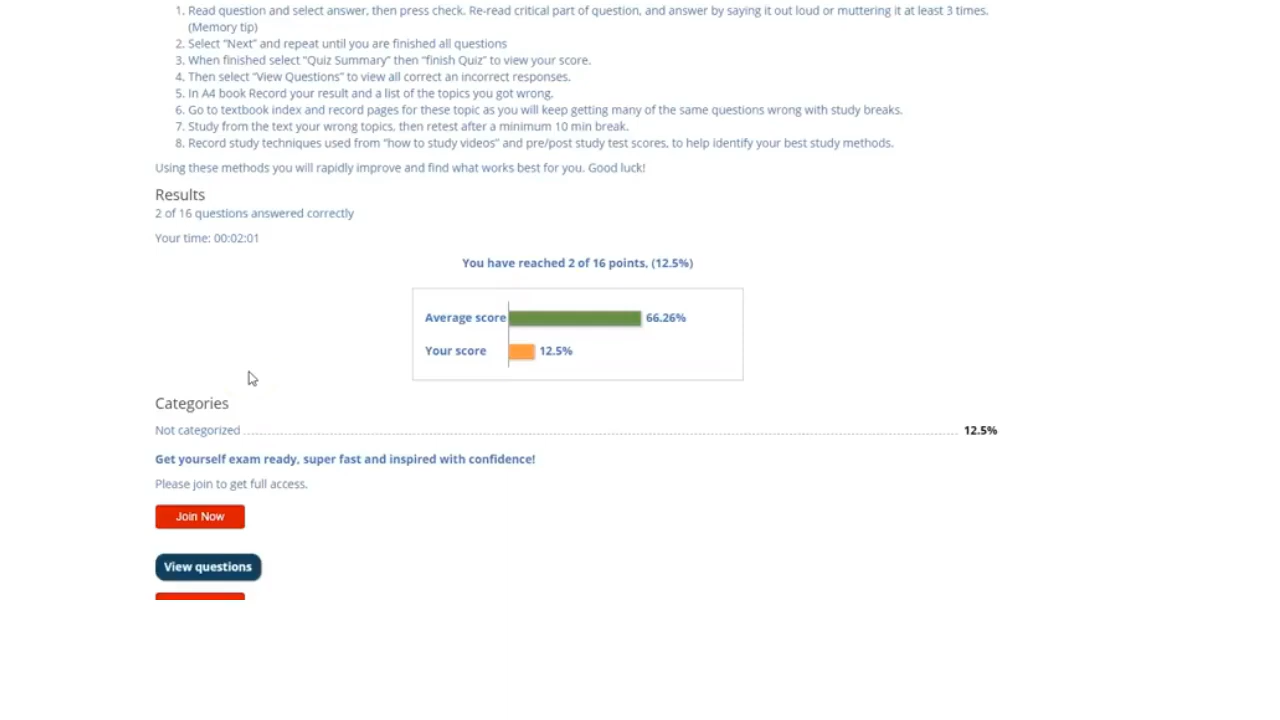 1. Read question and select answer, then press check. Re-read critical part of question, and answer by saying it out loud or muttering it at least 3 times.
(Memory tip)
2. Select “Next” and repeat until you are finished all questions
3. When finished select “Quiz Summary” then “finish Quiz” to view your score.
4. Then select “View Questions” to view all correct an incorrect responses.
5. In A4 book Record your result and a list of the topics you got wrong.
6. Go to textbook index and record pages for these topic as you will keep getting many of the same questions wrong with study breaks.
7. Study from the text your wrong topics, then retest after a minimum 10 min break.
8. Record study techniques used from “how to study videos” and pre/post study test scores, to help identify your best study methods.
Using these methods you will rapidly improve and find what works best for you. Good luck!
Results
2 of 16 questions answered correctly
Your time: 00:02:01
You have reached 2 of 16 points, (12.5%)
Average score 66.26%
Your score 12.5%
Categories
Not categorized 12.5%
Get yourself exam ready, super fast and inspired with confidence!
Please join to get full access.
Join Now
View questions